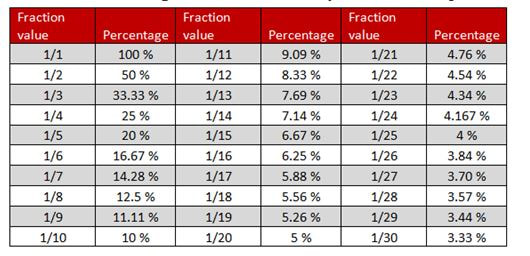 Fraction value Percentage Fraction value Percentage Fraction value Percentage
1/1 100 % 1/11 9.09 % 1/21 4.76 %
1/2 50 % 1/12 8.33 % 1/22 4.54 %
1/3 33.33 % 1/13 7.69 % 1/23 4.34 %
1/4 25 % 1/14 7.14 % 1/24 4.167 %
1/5 20 % 1/15 6.67 % 1/25 4 %
1/6 16.67 % 1/16 6.25 % 1/26 3.84 %
1/7 14.28 % 1/17 5.88 % 1/27 3.70 %
1/8 12.5 % 1/18 5.56 % 1/28 3.57 %
1/9 11.11 % 1/19 5.26 % 1/29 3.44 %
1/10 10 % 1/20 5 % 1/30 3.33 %